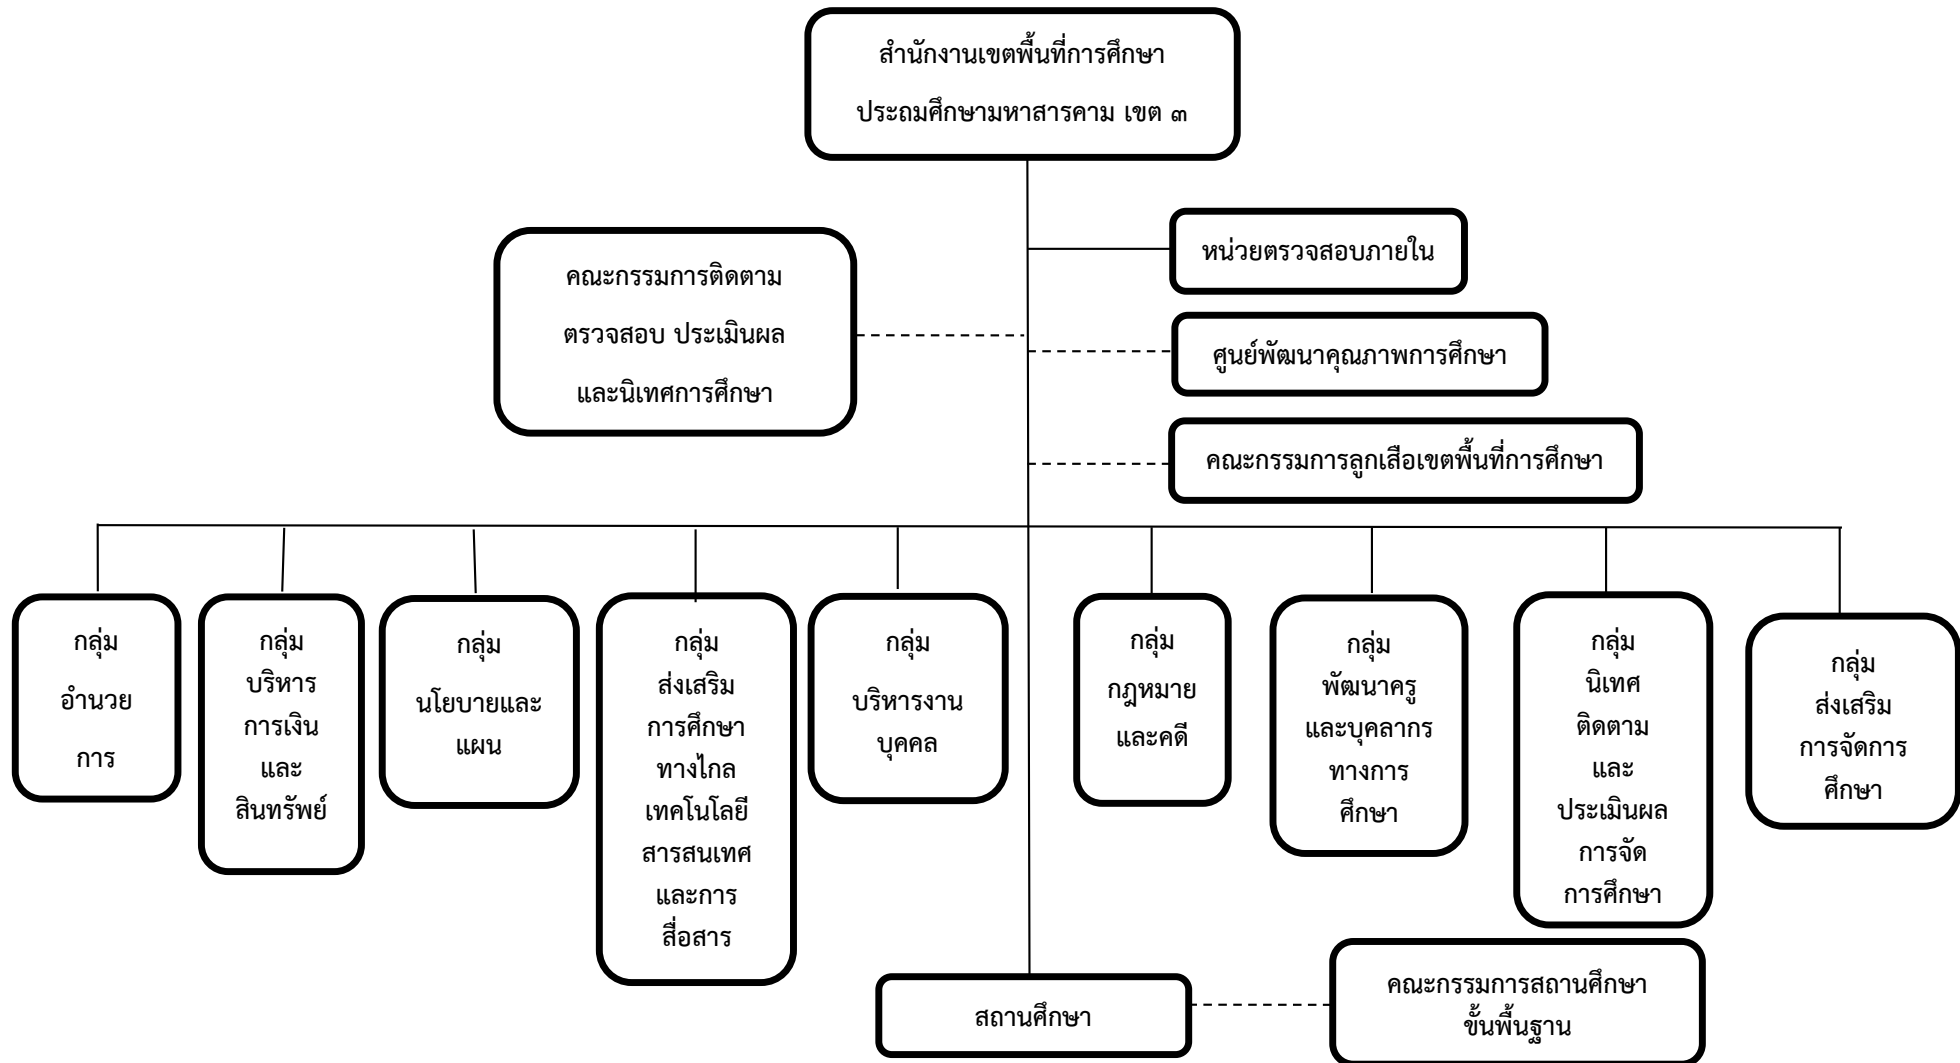 สำนักงานเขตพื้นที่การศึกษา
ประถมศึกษามหาสารคาม เขต ๓
หน่วยตรวจสอบภายใน
คณะกรรมการติดตาม
ตรวจสอบ ประเมินผล
และนิเทศการศึกษา
ศูนย์พัฒนาคุณภาพการศึกษา
คณะกรรมการลูกเสือเขตพื้นที่การศึกษา
กลุ่ม
อำนวย
การ
กลุ่ม
บริหาร
การเงิน
และ
สินทรัพย์
กลุ่ม
นโยบายและ
แผน
กลุ่ม
ส่งเสริม
การศึกษา
ทางไกล
เทคโนโลยี
สารสนเทศ
และการ
สื่อสาร
กลุ่ม
บริหารงาน
บุคคล
กลุ่ม
กฎหมาย
และคดี
กลุ่ม
พัฒนาครู
และบุคลากร
ทางการ
ศึกษา
กลุ่ม
นิเทศ
ติดตาม
และ
ประเมินผล
การจัด
การศึกษา
กลุ่ม
ส่งเสริม
การจัดการ
ศึกษา
สถานศึกษา
คณะกรรมการสถานศึกษา
ขั้นพื้นฐาน